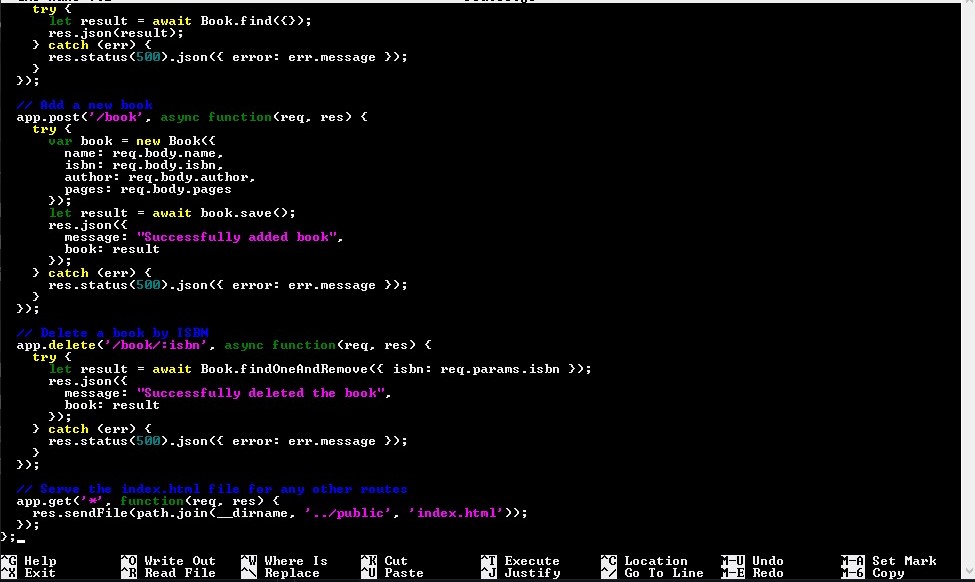 try {
let result = await Book.find({});
res.json(result);
} catch (err) {
res.status(500).json({ error: err.message });
}
});
// Add a new book
app.post('/book', async function(req, res) {
try {
var book = new Book({
name: req.body.name,
isbn: req.body.isbn,
author: req.body.author,
pages: req.body.pages
});
let result = await book.save();
res.json({
message: "Successfully added book",
book: result
});
} catch (err) {
res.status(500).json({ error: err.message });
}
});
// Delete a book by ISBN
app.delete('/book/:isbn', async function(req, res) {
try {
let result = await Book.findOneAndRemove({ isbn: req.params.isbn });
res.json({
message: "Successfully deleted the book",
book: result
});
} catch (err) {
res.status(500).json({ error: err.message });
}
});
// Serve the index.html file for any other routes
app.get('*', function(req, res) {
res.sendFile(path.join(__dirname, '../public', 'index.html'));
});
};
^G Help ^O Write Out ^W Where Is ^K Cut ^T Execute ^C Location M-U Undo M-A Set Mark
^X Exit ^R Read File ^\ Replace ^U Paste ^J Justify ^/ Go To Line M-E Redo M-6 Copy